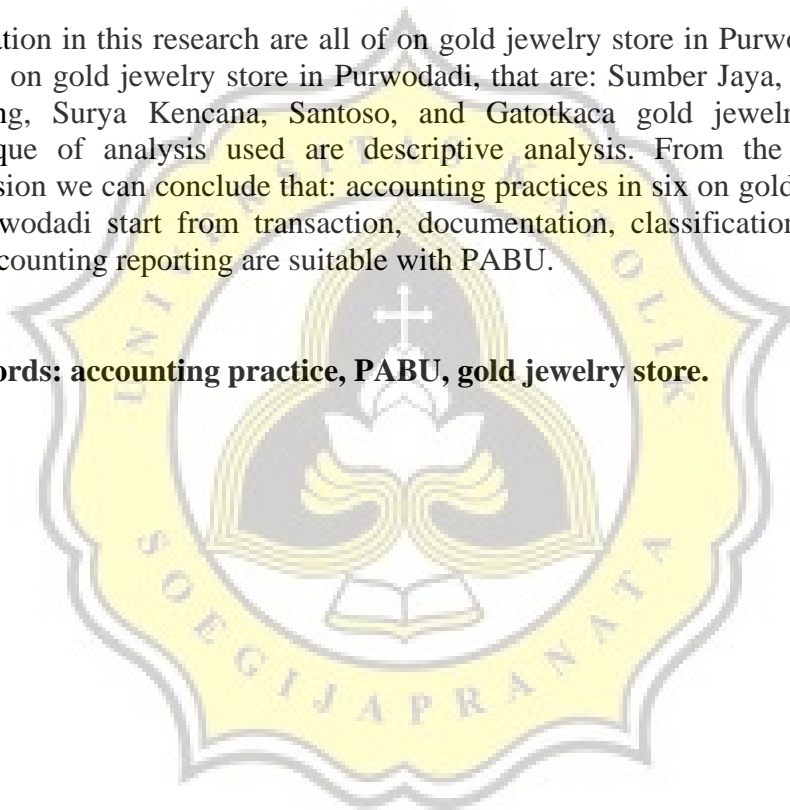 ation in this research are all of on gold jewelry store in Purwo
on gold jewelry store in Purwodadi, that are: Sumber Jaya,
ng, Surya Kencana, Santoso, and Gatotkaca gold jewelr
que of analysis used are descriptive analysis. From the
sion we can conclude that: accounting practices in six on gold
wodadi start from transaction, documentation, classification
counting reporting are suitable with PABU.
ords: accounting practice, PABU, gold jewelry store.
UNIVERSITAS KATOLIK
SOEGIJAPRANATA